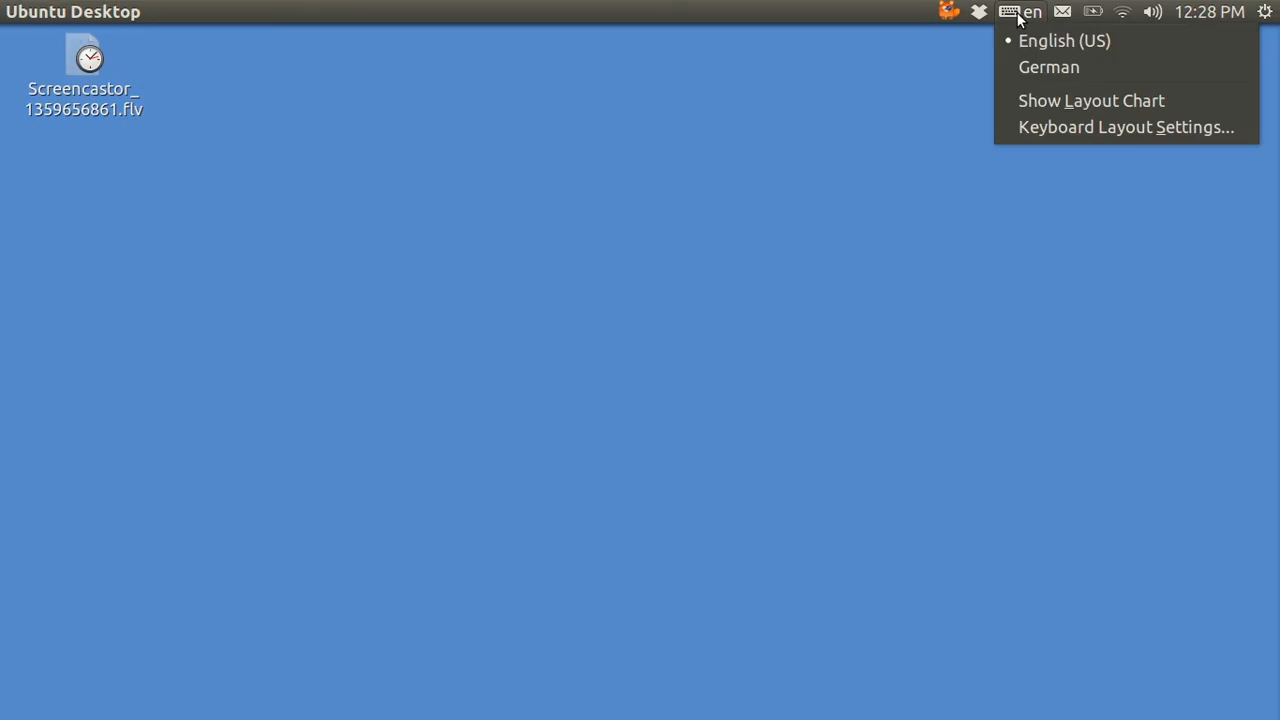 Ubuntu Desktop
en
12:28 PM
English (US)
German
Show Layout Chart
Keyboard Layout Settings...
Screencastor_
1359656861.flv